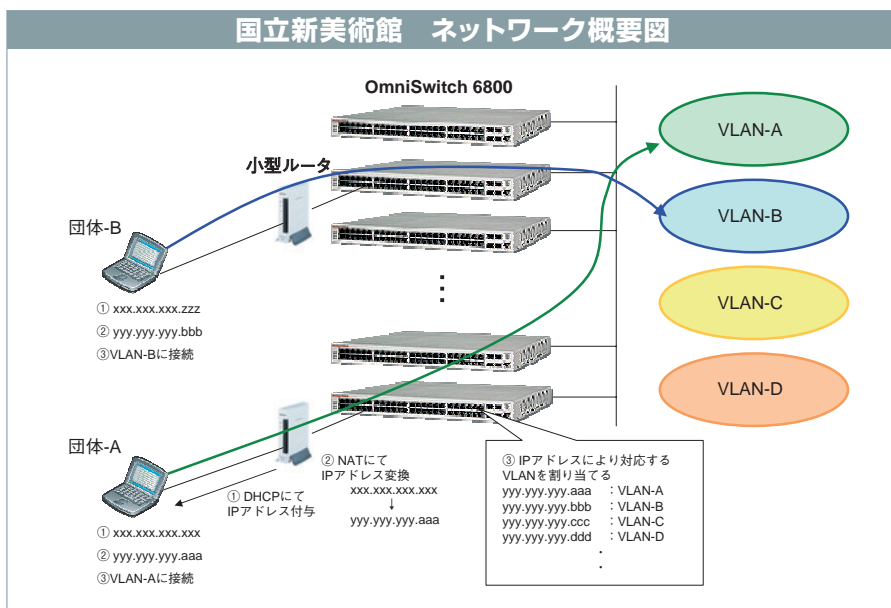 国立新美術館　ネットワーク概要図
OmniSwitch 6800
小型ルータ
VLAN-A
VLAN-B
VLAN-C
VLAN-D
団体-B
① xxx.xxx.xxx.zzz
② yyy.yyy.yyy.bbb
③VLAN-Bに接続
団体-A
① xxx.xxx.xxx.xxx
② yyy.yyy.yyy.aaa
③VLAN-Aに接続
① DHCPにて
IPアドレス付与
② NATにて
IPアドレス変換
xxx.xxx.xxx.xxx
↓
yyy.yyy.yyy.aaa
③ IPアドレスにより対応する
VLANを割り当てる
yyy.yyy.yyy.aaa ：VLAN-A
yyy.yyy.yyy.bbb ：VLAN-B
yyy.yyy.yyy.ccc ：VLAN-C
yyy.yyy.yyy.ddd ：VLAN-D